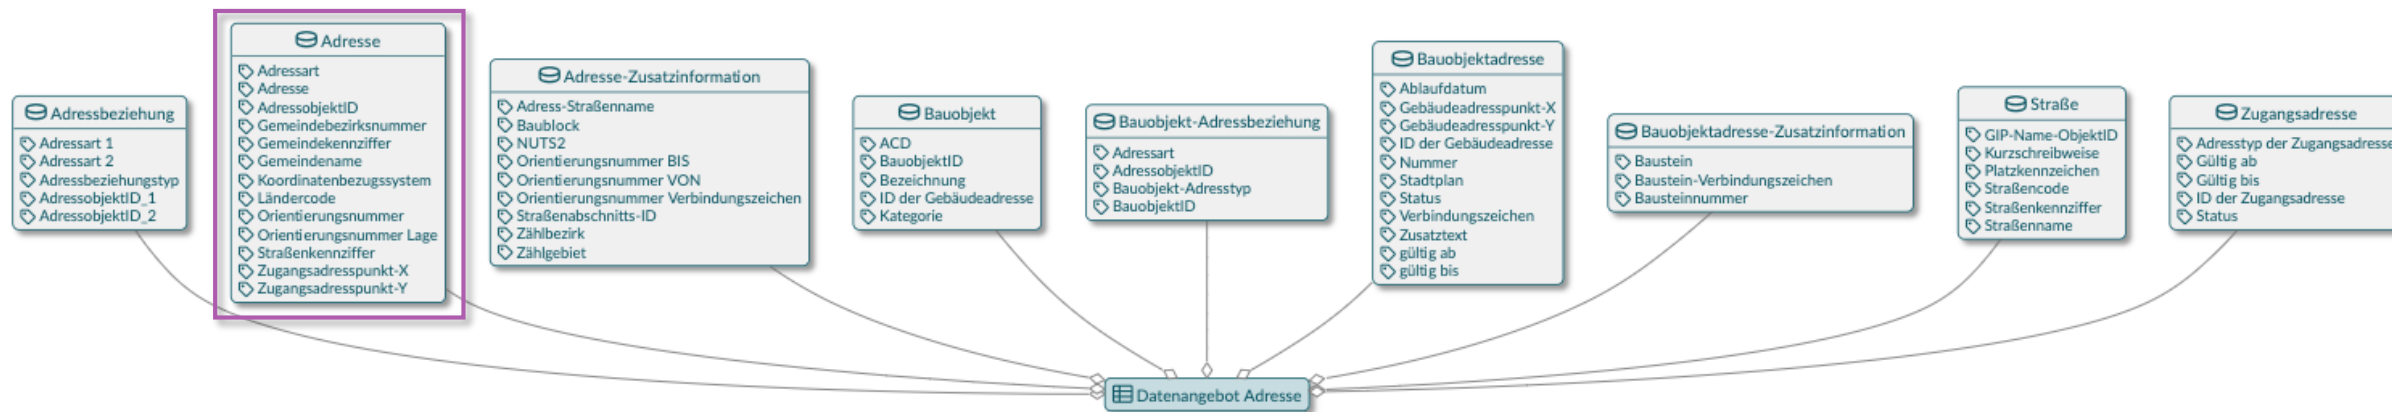 Adressbeziehung
Adressart 1
Adressart 2
Adressbeziehungstyp
AdressobjektID_1
AdressobjektID_2
Adresse
Adressart
Adresse
AdressobjektID
Gemeindebezirksnummer
Gemeindekennziffer
Gemeindename
Koordinatenbezugssystem
Ländercode
Orientierungsnummer
Orientierungsnummer Lage
Straßenkennziffer
Zugangsadresspunkt-X
Zugangsadresspunkt-Y
Adresse-Zusatzinformation
Adress-Straßenname
Baublock
NUTS2
Orientierungsnummer BIS
Orientierungsnummer VON
Orientierungsnummer Verbindungszeichen
Straßenabschnitts-ID
Zählbezirk
Zählgebiet
Bauobjekt
ACD
BauobjektID
Bezeichnung
ID der Gebäudeadresse
Kategorie
Bauobjekt-Adressbeziehung
Adressart
AdressobjektID
Bauobjekt-Adresstyp
BauobjektID
Bauobjektadresse
Ablaufdatum
Gebäudeadresspunkt-X
Gebäudeadresspunkt-Y
ID der Gebäudeadresse
Nummer
Stadtplan
Status
Verbindungszeichen
Zusatztext
gültig ab
gültig bis
Bauobjektadresse-Zusatzinformation
Baustein
Baustein-Verbindungszeichen
Bausteinnummer
Straße
GIP-Name-ObjektID
Kurzschreibweise
Platzkennzeichen
Straßencode
Straßenkennziffer
Straßenname
Zugangsadresse
Adresstyp der Zugangsadresse
Gültig ab
Gültig bis
ID der Zugangsadresse
Status
Datenangebot Adresse